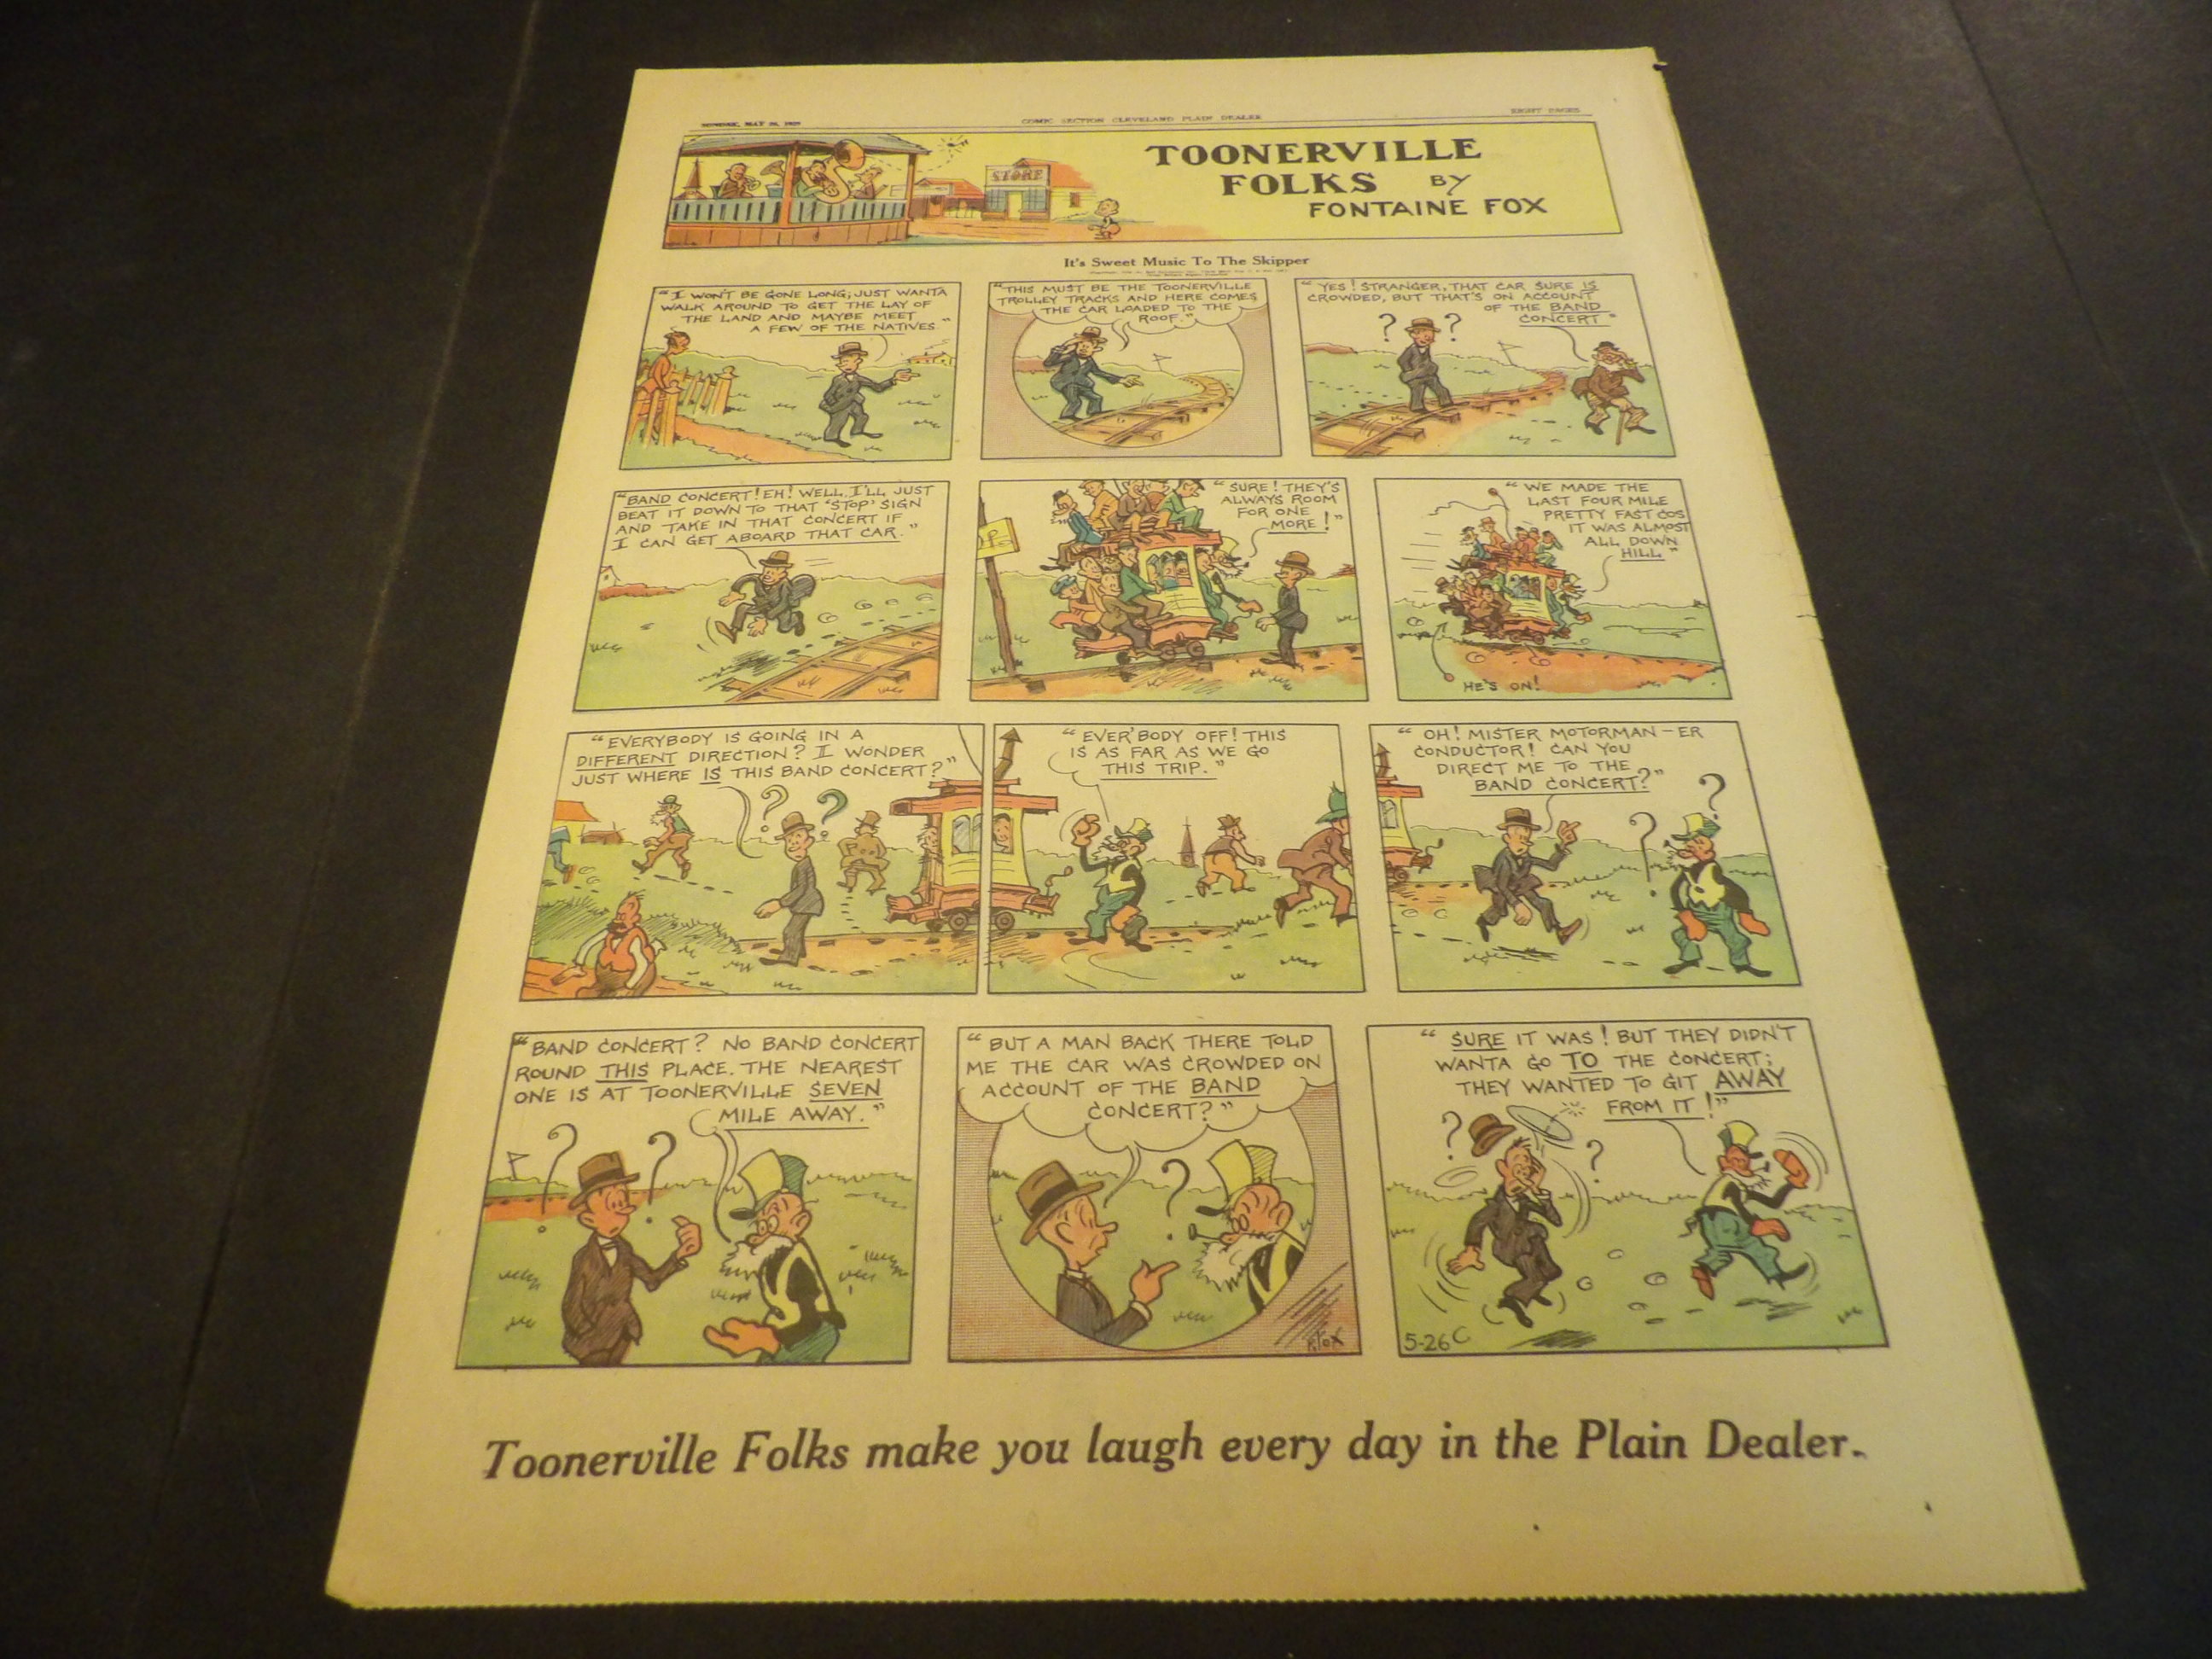 SUNDAY, MAY 26, 1929
COMIC SECTION CLEVELAND PLAIN DEALER
EIGHT PAGES
STORE
TOONERVILLE
FOLKS BY
FONTAINE FOX
It's Sweet Music To The Skipper
"I WON'T BE GONE LONG; JUST WANTA
WALK AROUND TO GET THE LAY OF
THE LAND AND MAYBE MEET
A FEW OF THE NATIVES."
"THIS MUST BE THE TOONERVILLE
TROLLEY TRACKS AND HERE COMES
THE CAR LOADED TO THE
ROOF."
"YES! STRANGER, THAT CAR SURE IS
CROWDED, BUT THAT'S ON ACCOUNT
OF THE BAND
CONCERT"
? ?
"BAND CONCERT! EH! WELL, I'LL JUST
BEAT IT DOWN TO THAT 'STOP' SIGN
AND TAKE IN THAT CONCERT IF
I CAN GET ABOARD THAT CAR."
"SURE! THEY'S
ALWAYS ROOM
FOR ONE
MORE!"
"WE MADE THE
LAST FOUR MILE
PRETTY FAST COS
IT WAS ALMOST
ALL DOWN
HILL"
HE'S ON!
"EVERYBODY IS GOING IN A
DIFFERENT DIRECTION? I WONDER
JUST WHERE IS THIS BAND CONCERT?"
? ?
"EVER'BODY OFF! THIS
IS AS FAR AS WE GO
THIS TRIP."
"OH! MISTER MOTORMAN - ER
CONDUCTOR! CAN YOU
DIRECT ME TO THE
BAND CONCERT?"
? ?
"BAND CONCERT? NO BAND CONCERT
ROUND THIS PLACE. THE NEAREST
ONE IS AT TOONERVILLE SEVEN
MILE AWAY."
? ?
"BUT A MAN BACK THERE TOLD
ME THE CAR WAS CROWDED ON
ACCOUNT OF THE BAND
CONCERT?"
?
F. FOX
"SURE IT WAS! BUT THEY DIDN'T
WANTA GO TO THE CONCERT;
THEY WANTED TO GIT AWAY
FROM IT!"
? ?
5-26 C
Toonerville Folks make you laugh every day in the Plain Dealer.